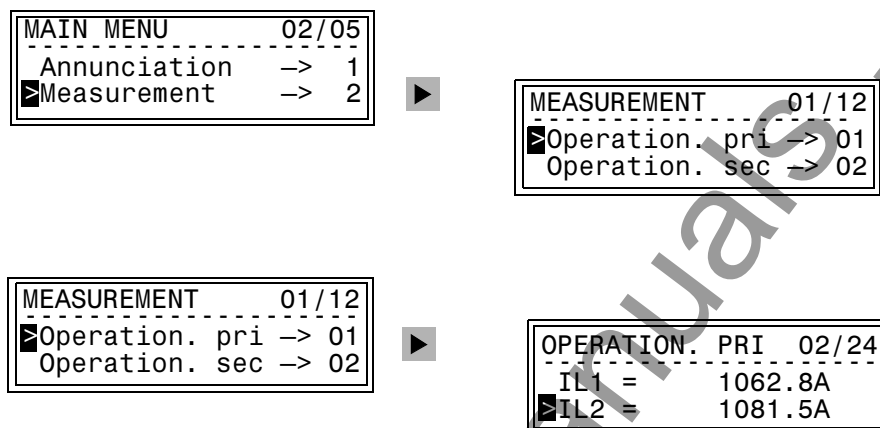 MAIN MENU 02/05
Annunciation –> 1
>Measurement –> 2
MEASUREMENT 01/12
>Operation. pri –> 01
Operation. sec –> 02
MEASUREMENT 01/12
>Operation. pri –> 01
Operation. sec –> 02
OPERATION. PRI 02/24
IL1 = 1062.8A
>IL2 = 1081.5A